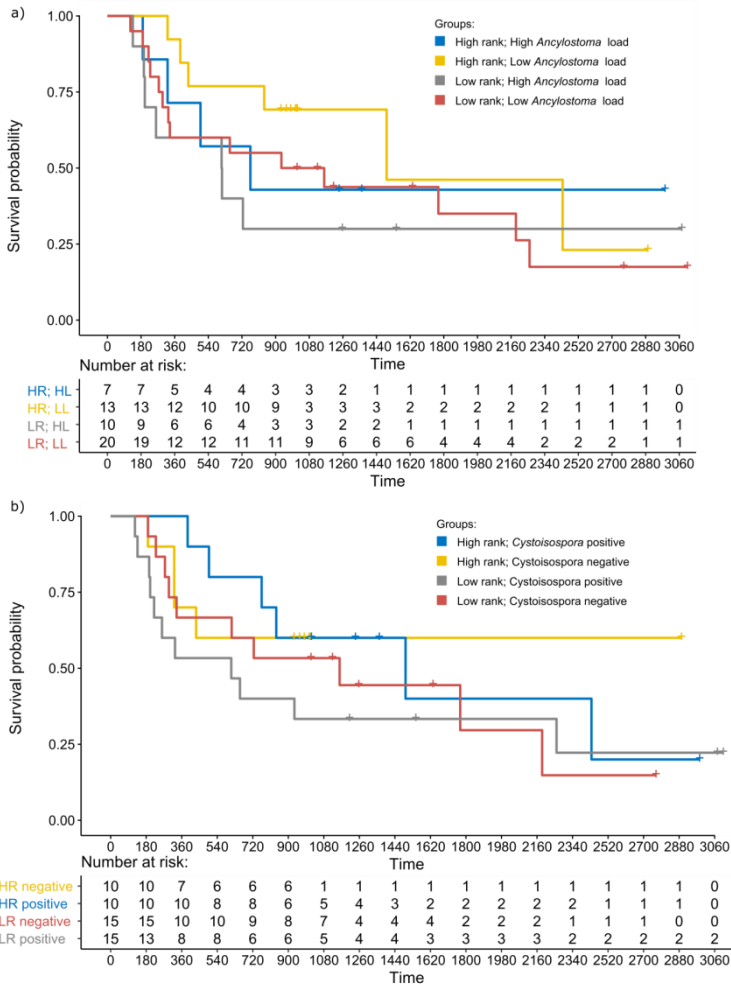 a)
Groups:
High rank; High Ancylostoma load
High rank; Low Ancylostoma load
Low rank; High Ancylostoma load
Low rank; Low Ancylostoma load
Survival probability
1.00
0.75
0.50
0.25
0.00
0 180 360 540 720 900 1080 1260 1440 1620 1800 1980 2160 2340 2520 2700 2880 3060
Number at risk:
Time
HR; HL 7 7 5 4 4 3 3 2 1 1 1 1 1 1 1 1 1 0
HR; LL 13 13 12 10 10 9 3 3 3 2 2 2 2 2 1 1 1 0
LR; HL 10 9 6 6 4 3 3 2 2 1 1 1 1 1 1 1 1 1
LR; LL 20 19 12 12 11 11 9 6 6 6 4 4 4 2 2 2 1 1
0 180 360 540 720 900 1080 1260 1440 1620 1800 1980 2160 2340 2520 2700 2880 3060
Time
b)
Groups:
High rank; Cystoisospora positive
High rank; Cystoisospora negative
Low rank; Cystoisospora positive
Low rank; Cystoisospora negative
Survival probability
1.00
0.75
0.50
0.25
0.00
0 180 360 540 720 900 1080 1260 1440 1620 1800 1980 2160 2340 2520 2700 2880 3060
Number at risk:
Time
HR negative 10 10 7 6 6 6 1 1 1 1 1 1 1 1 1 1 1 0
HR positive 10 10 10 8 8 6 5 4 3 2 2 2 2 2 1 1 1 0
LR negative 15 15 10 10 9 8 7 4 4 4 2 2 2 1 1 1 0 0
LR positive 15 13 8 8 6 6 5 4 4 3 3 3 3 2 2 2 2 2
0 180 360 540 720 900 1080 1260 1440 1620 1800 1980 2160 2340 2520 2700 2880 3060
Time